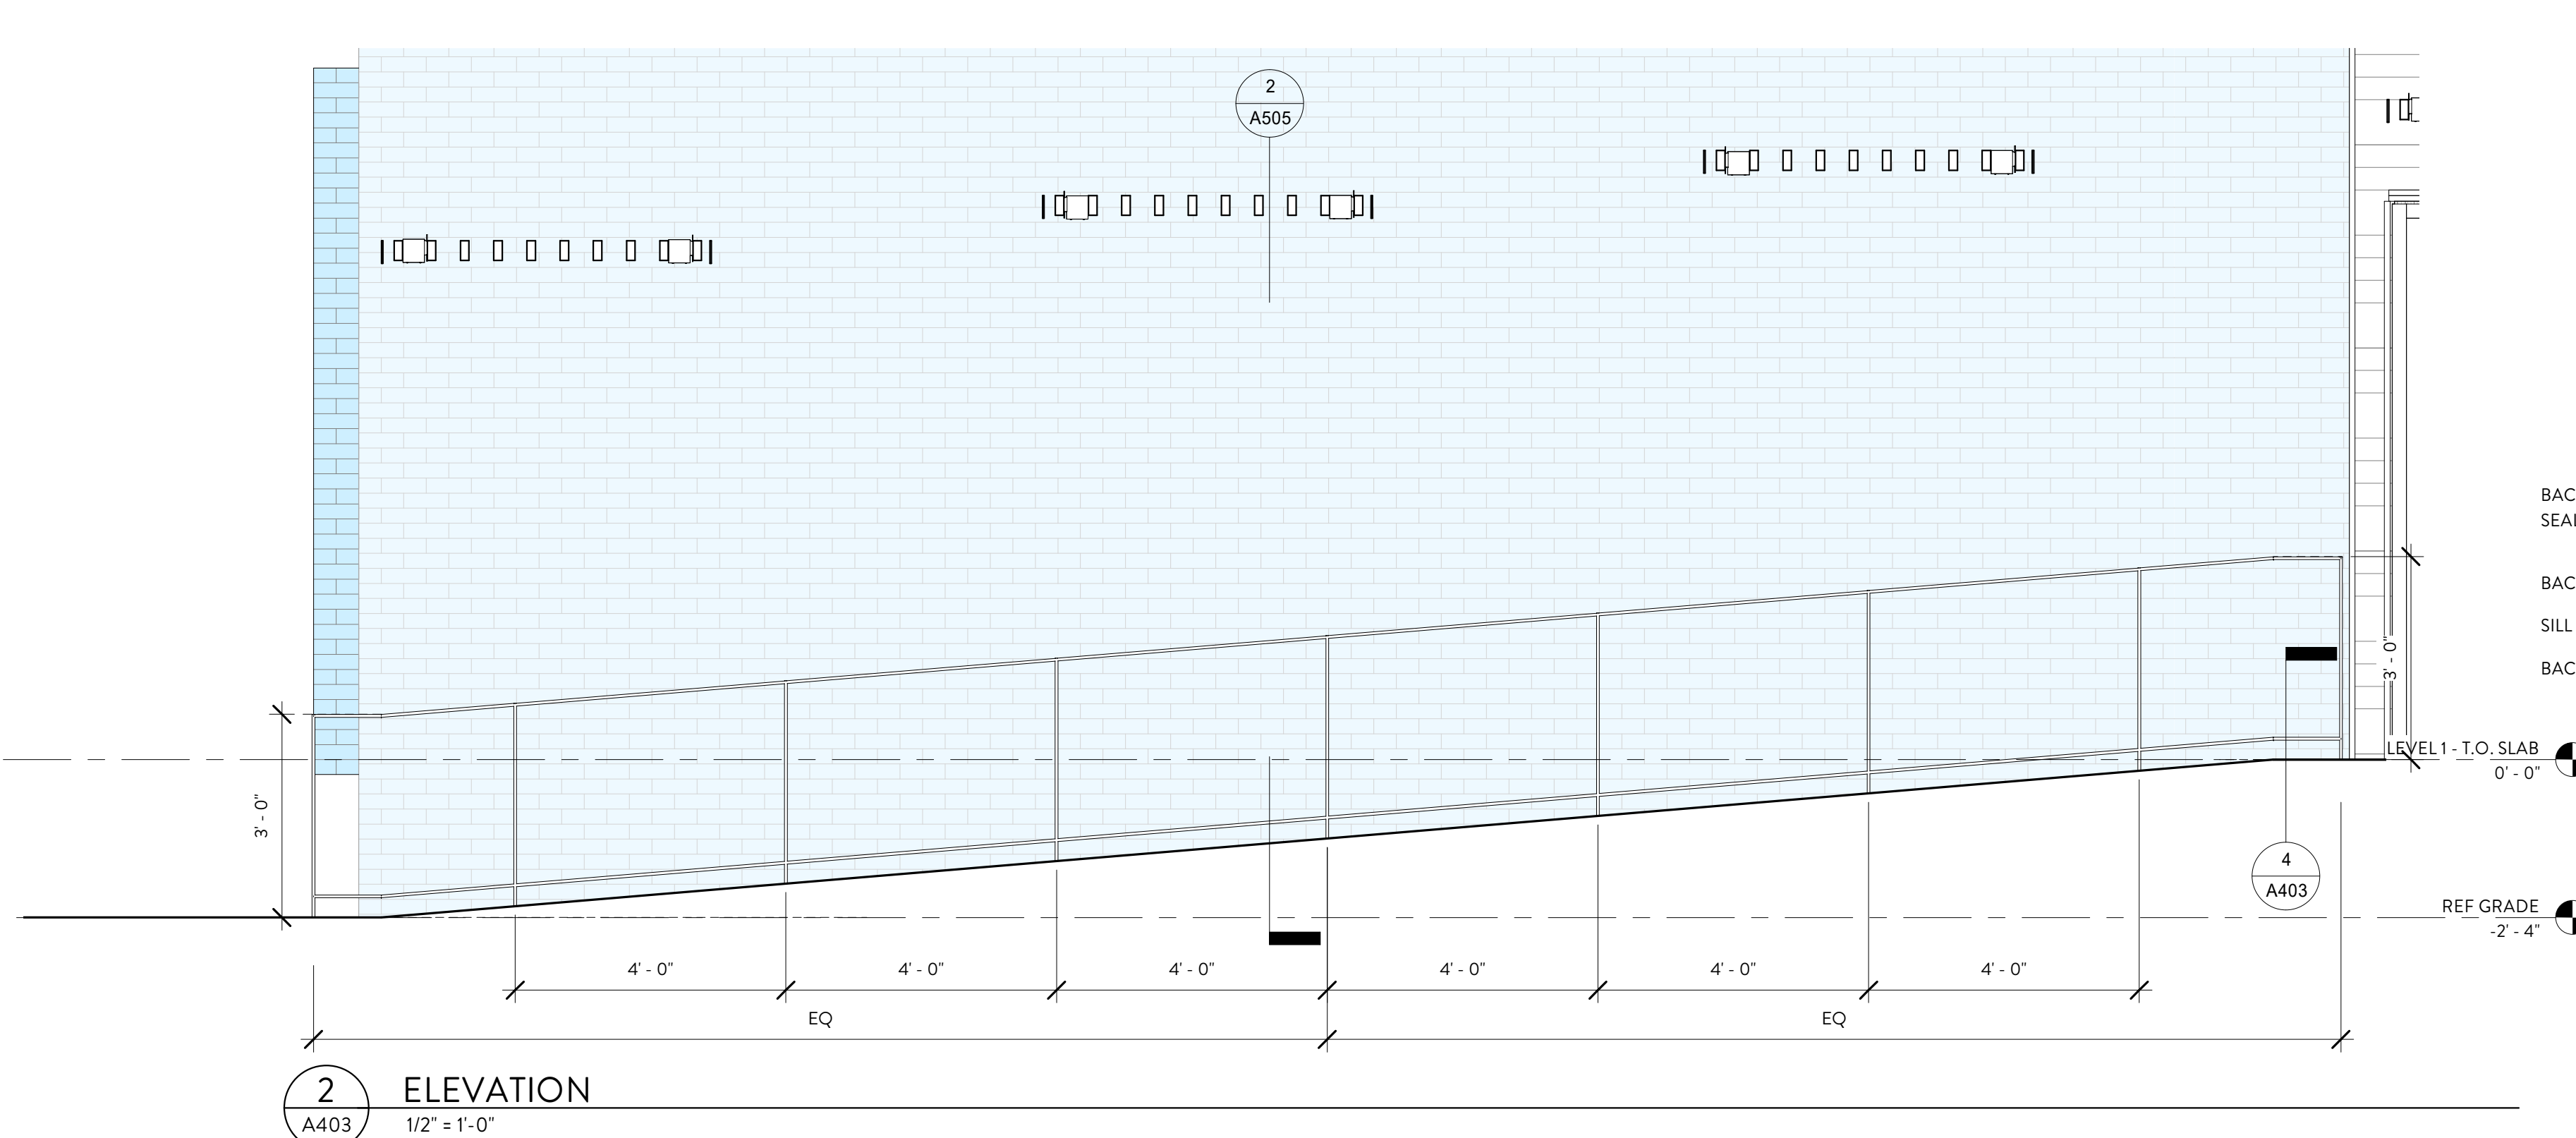 2
A505
BAC
SEA
BAC
SILL
BAC
3' - 0"
3' - 0"
LEVEL 1 - T.O. SLAB
0' - 0"
4
A403
REF GRADE
-2' - 4"
4' - 0"
4' - 0"
4' - 0"
4' - 0"
4' - 0"
4' - 0"
EQ
EQ
2
ELEVATION
A403
1/2" = 1'-0"